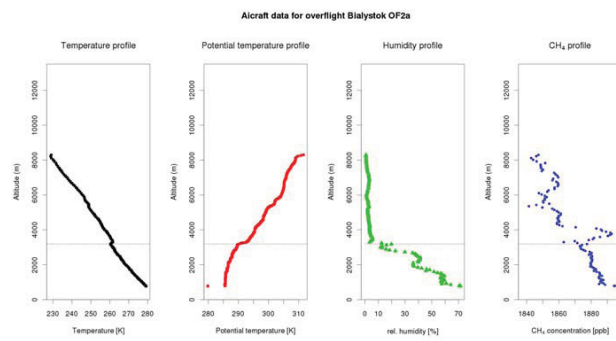 Aicraft data for overflight Bialystok OF2a
Temperature profile
Altitude (m)
0 2000 4000 6000 8000 10000 12000
230 240 250 260 270 280
Temperature [K]
Potential temperature profile
Altitude (m)
0 2000 4000 6000 8000 10000 12000
280 290 300 310
Potential temperature [K]
Humidity profile
Altitude (m)
0 2000 4000 6000 8000 10000 12000
0 10 30 50 70
rel. humidity [%]
CH₄ profile
Altitude (m)
0 2000 4000 6000 8000 10000 12000
1840 1860 1880
CH₄ concentration [ppb]